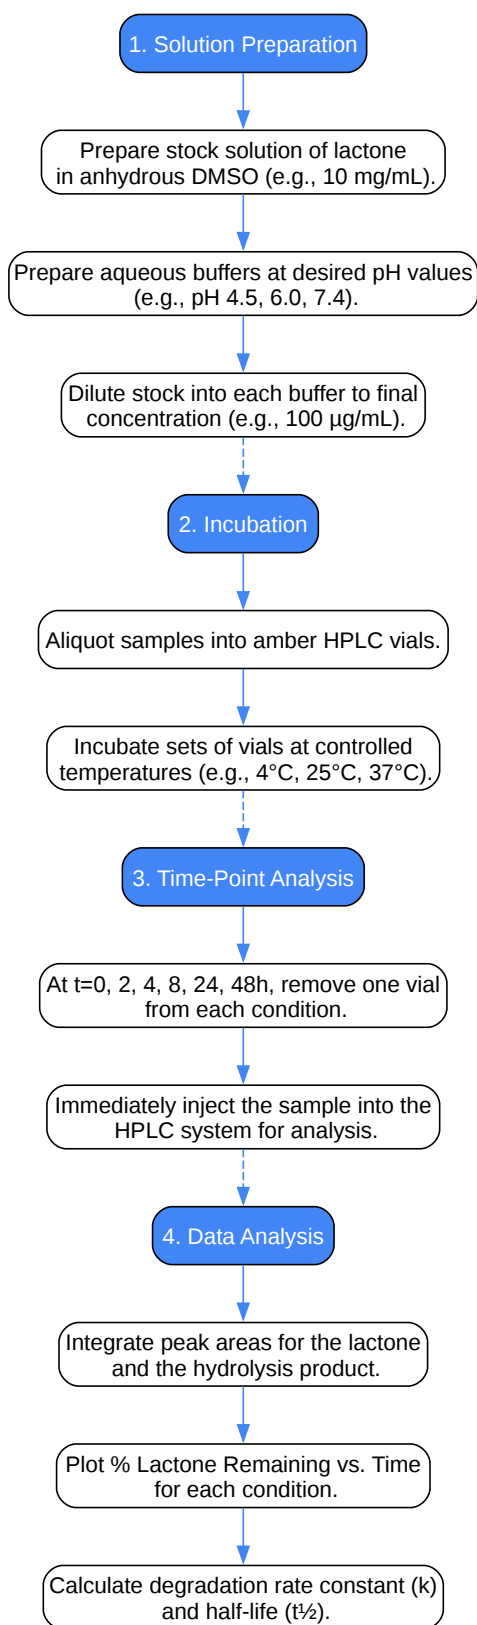 1. Solution Preparation
Prepare stock solution of lactone
in anhydrous DMSO (e.g., 10 mg/mL).
Prepare aqueous buffers at desired pH values
(e.g., pH 4.5, 6.0, 7.4).
Dilute stock into each buffer to final
concentration (e.g., 100 µg/mL).
2. Incubation
Aliquot samples into amber HPLC vials.
Incubate sets of vials at controlled
temperatures (e.g., 4°C, 25°C, 37°C).
3. Time-Point Analysis
At t=0, 2, 4, 8, 24, 48h, remove one vial
from each condition.
Immediately inject the sample into the
HPLC system for analysis.
4. Data Analysis
Integrate peak areas for the lactone
and the hydrolysis product.
Plot % Lactone Remaining vs. Time
for each condition.
Calculate degradation rate constant (k)
and half-life (t½).